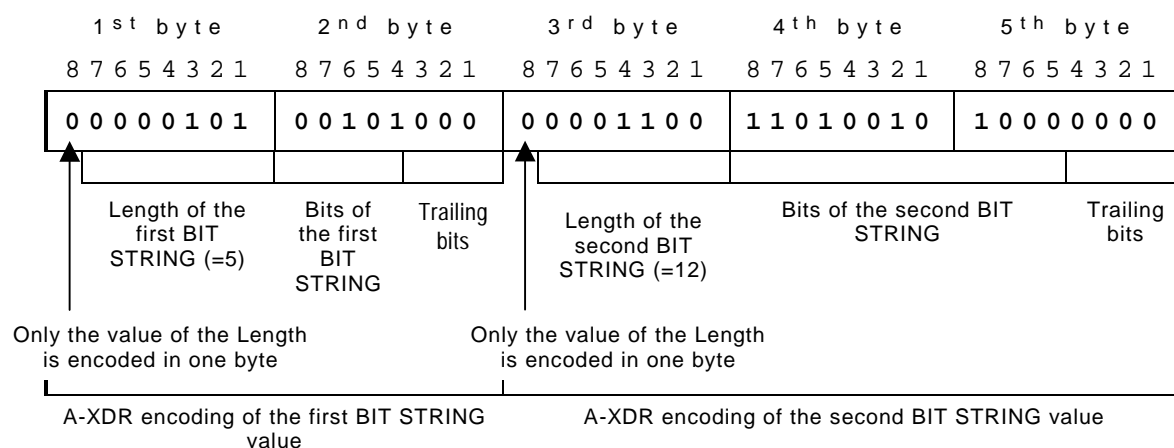 1st byte 2nd byte 3rd byte 4th byte 5th byte
8 7 6 5 4 3 2 1 8 7 6 5 4 3 2 1 8 7 6 5 4 3 2 1 8 7 6 5 4 3 2 1 8 7 6 5 4 3 2 1
0 0 0 0 0 1 0 1 0 0 1 0 1 0 0 0 0 0 0 0 1 1 0 0 1 1 0 1 0 0 1 0 1 0 0 0 0 0 0 0
Length of the
first BIT
STRING (=5)
Bits of
the first
BIT
STRING
Trailing
bits
Length of the
second BIT
STRING (=12)
Bits of the second BIT
STRING
Trailing
bits
Only the value of the Length
is encoded in one byte
Only the value of the Length
is encoded in one byte
A-XDR encoding of the first BIT STRING
value
A-XDR encoding of the second BIT STRING value